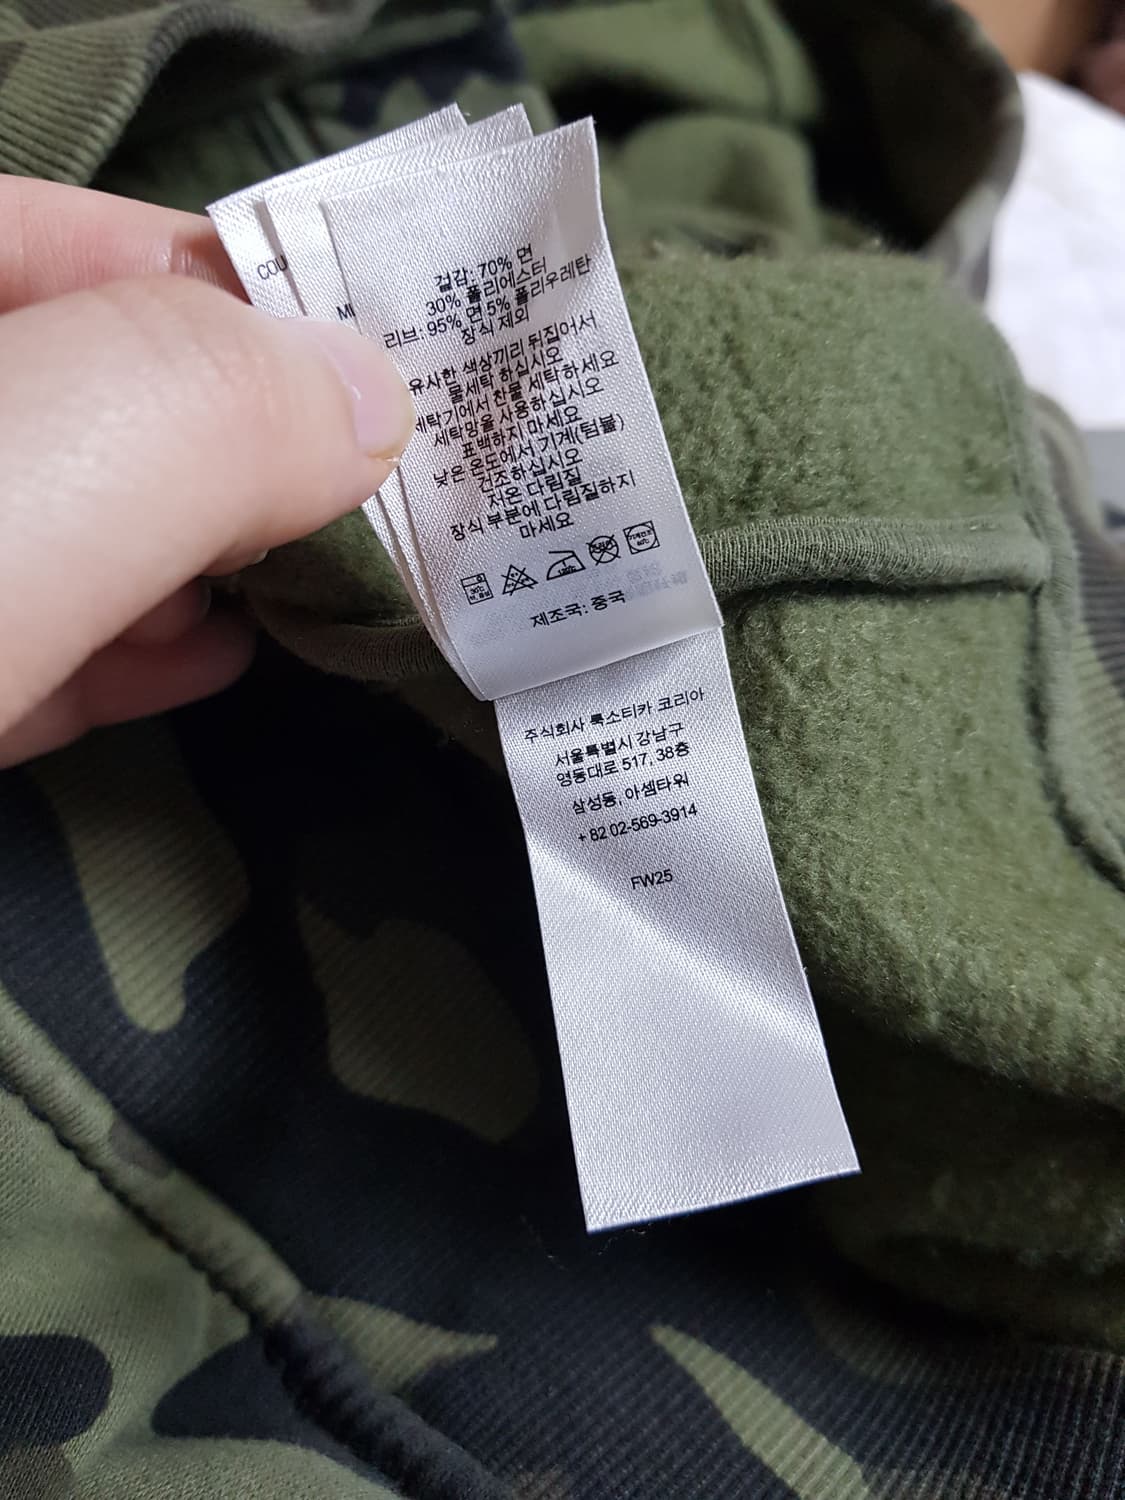 COU
겉감: 70% 면
30% 폴리에스터
리브: 95% 면 5% 폴리우레탄
장식 제외
유사한 색상끼리 뒤집어서
물세탁 하십시오
세탁기에서 찬물 세탁하세요
세탁망을 사용하십시오
표백하지 마세요
낮은 온도에서 기계(텀블)
건조하십시오
저온 다림질
장식 부분에 다림질하지
마세요
제조국: 중국
주식회사 룩소티카 코리아
서울특별시 강남구
영동대로 517, 38층
삼성동, 아셈타워
+ 82 02-569-3914
FW25